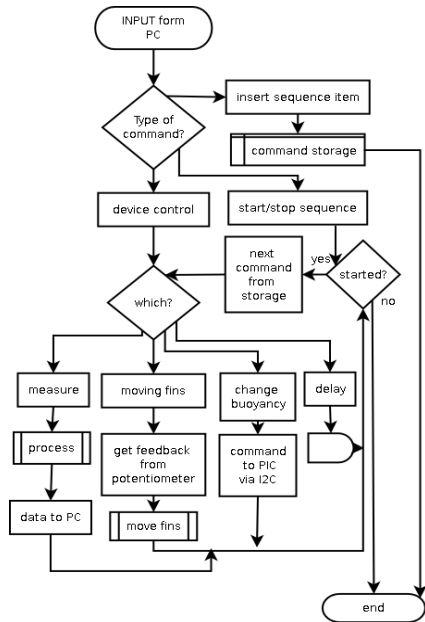 INPUT form
PC
Type of
command?
insert sequence item
command storage
device control
start/stop sequence
next
command
from
storage
yes
started?
no
which?
measure
moving fins
change
buoyancy
delay
process
get feedback
from
potentiometer
command
to PIC
via I2C
data to PC
move fins
end